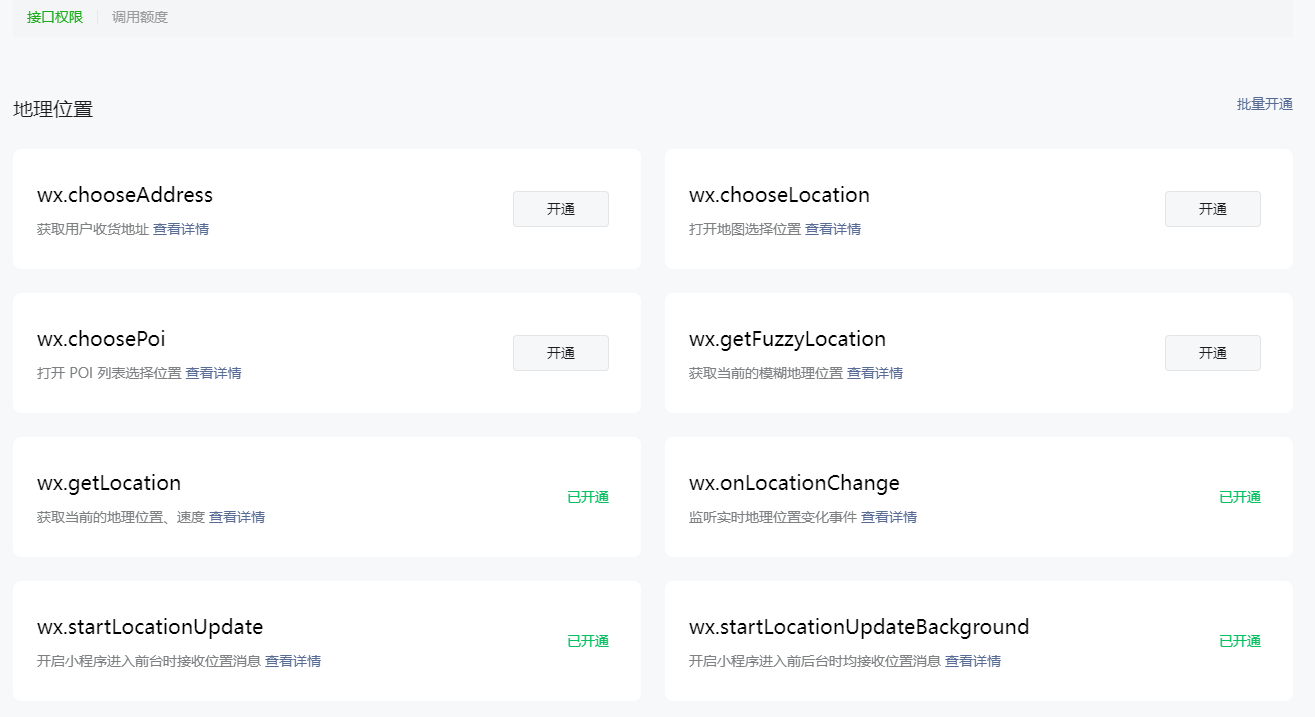 接口权限 调用额度
地理位置 批量开通
wx.chooseAddress
获取用户收货地址 查看详情
开通
wx.chooseLocation
打开地图选择位置 查看详情
开通
wx.choosePoi
打开 POI 列表选择位置 查看详情
开通
wx.getFuzzyLocation
获取当前的模糊地理位置 查看详情
开通
wx.getLocation
获取当前的地理位置、速度 查看详情
已开通
wx.onLocationChange
监听实时地理位置变化事件 查看详情
已开通
wx.startLocationUpdate
开启小程序进入前台时接收位置消息 查看详情
已开通
wx.startLocationUpdateBackground
开启小程序进入前后台时均接收位置消息 查看详情
已开通